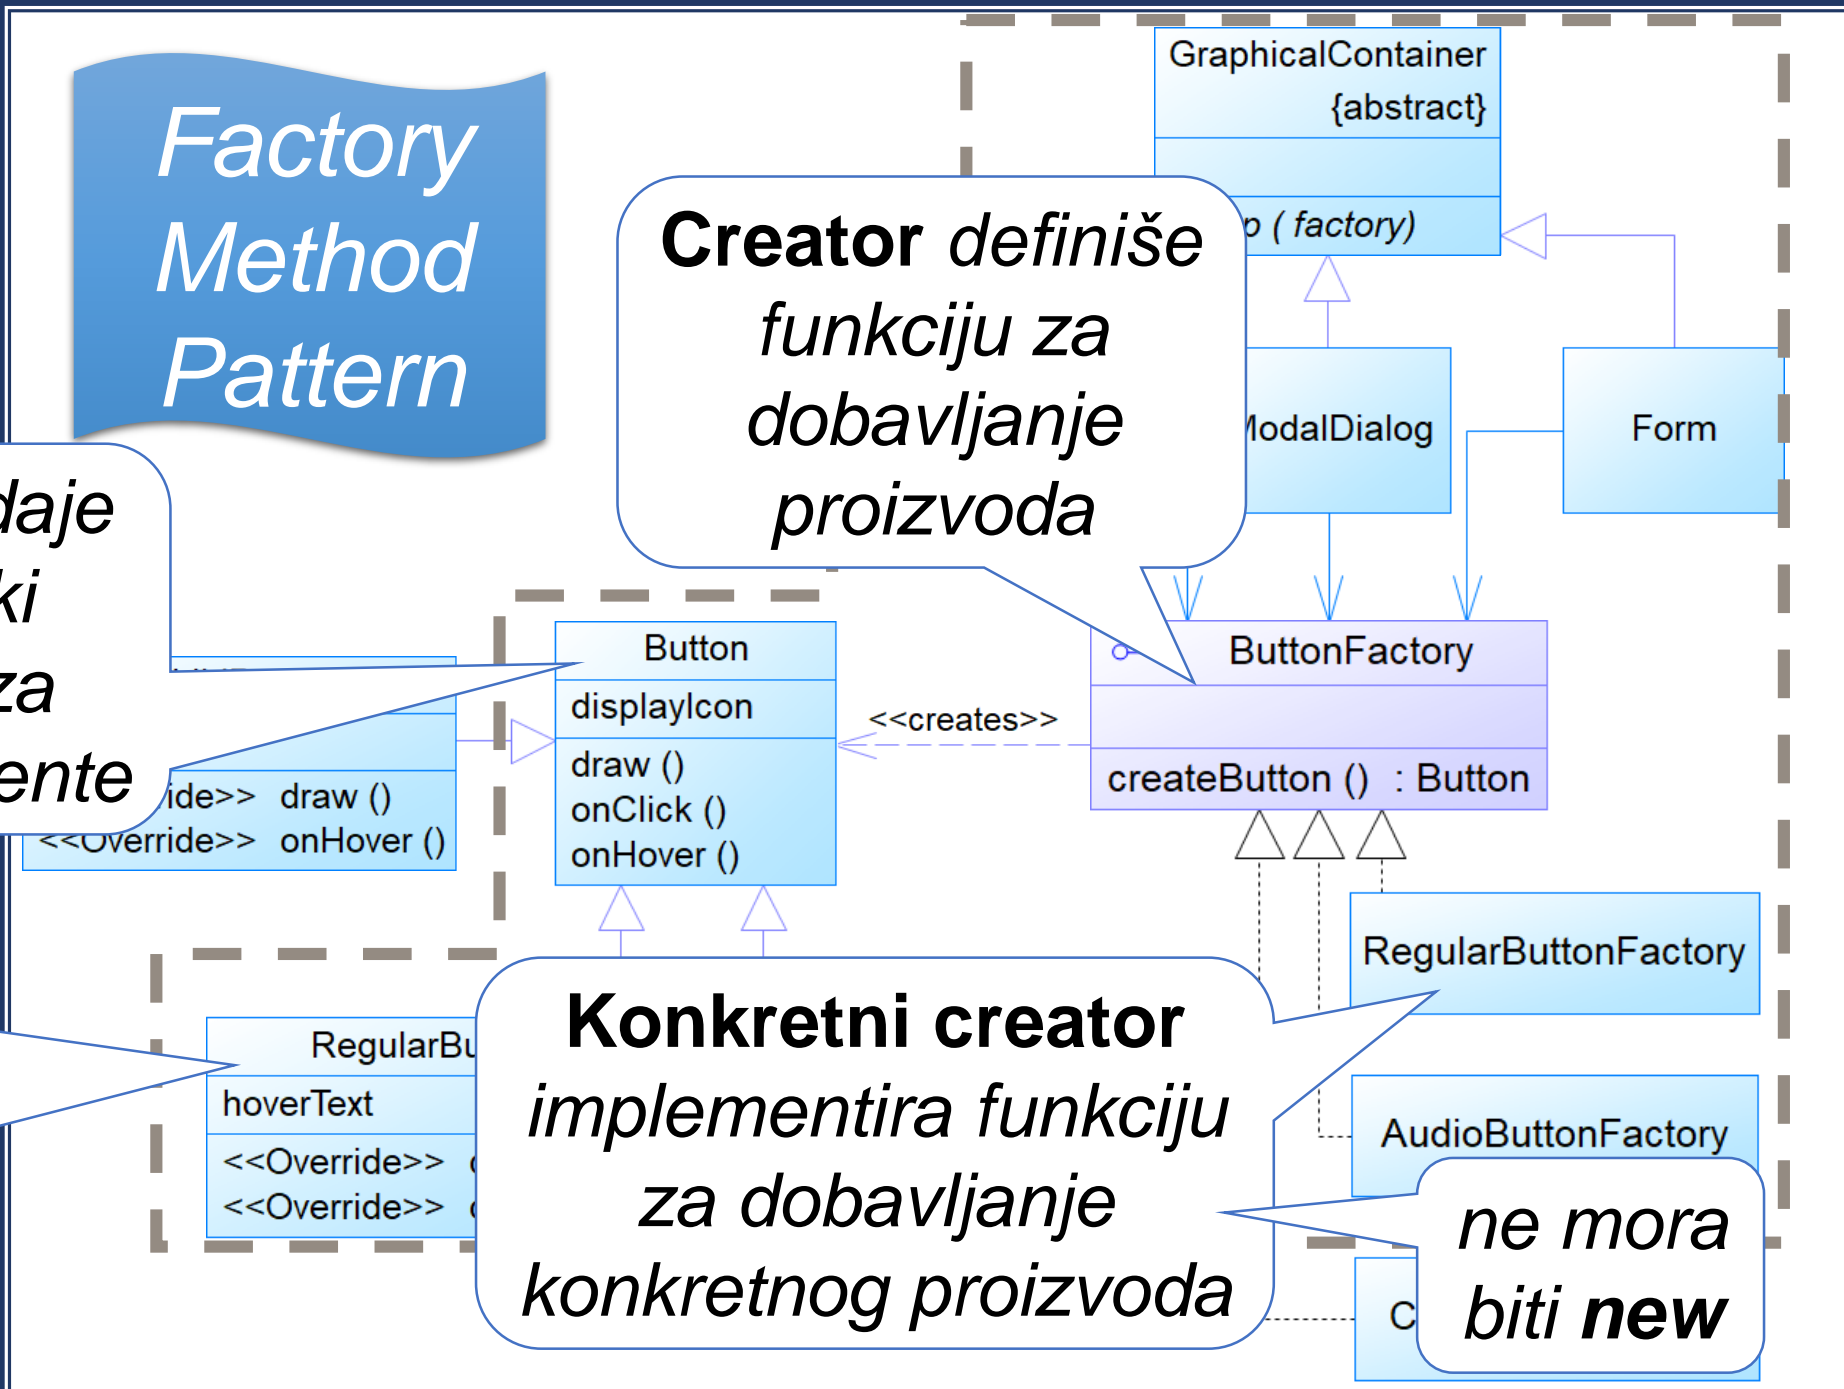 Factory
Method
Pattern
GraphicalContainer
{abstract}
( factory)
Creator definiše
funkciju za
dobavljanje
proizvoda
Form
Button
displayIcon
draw ()
onClick ()
onHover ()
<<creates>>
ButtonFactory
createButton () : Button
za
draw ()
<<Override>> onHover ()
RegularButtonFactory
AudioButtonFactory
hoverText
<<Override>>
<<Override>>
Konkretni creator
implementira funkciju
za dobavljanje
konkretnog proizvoda
ne mora
biti new